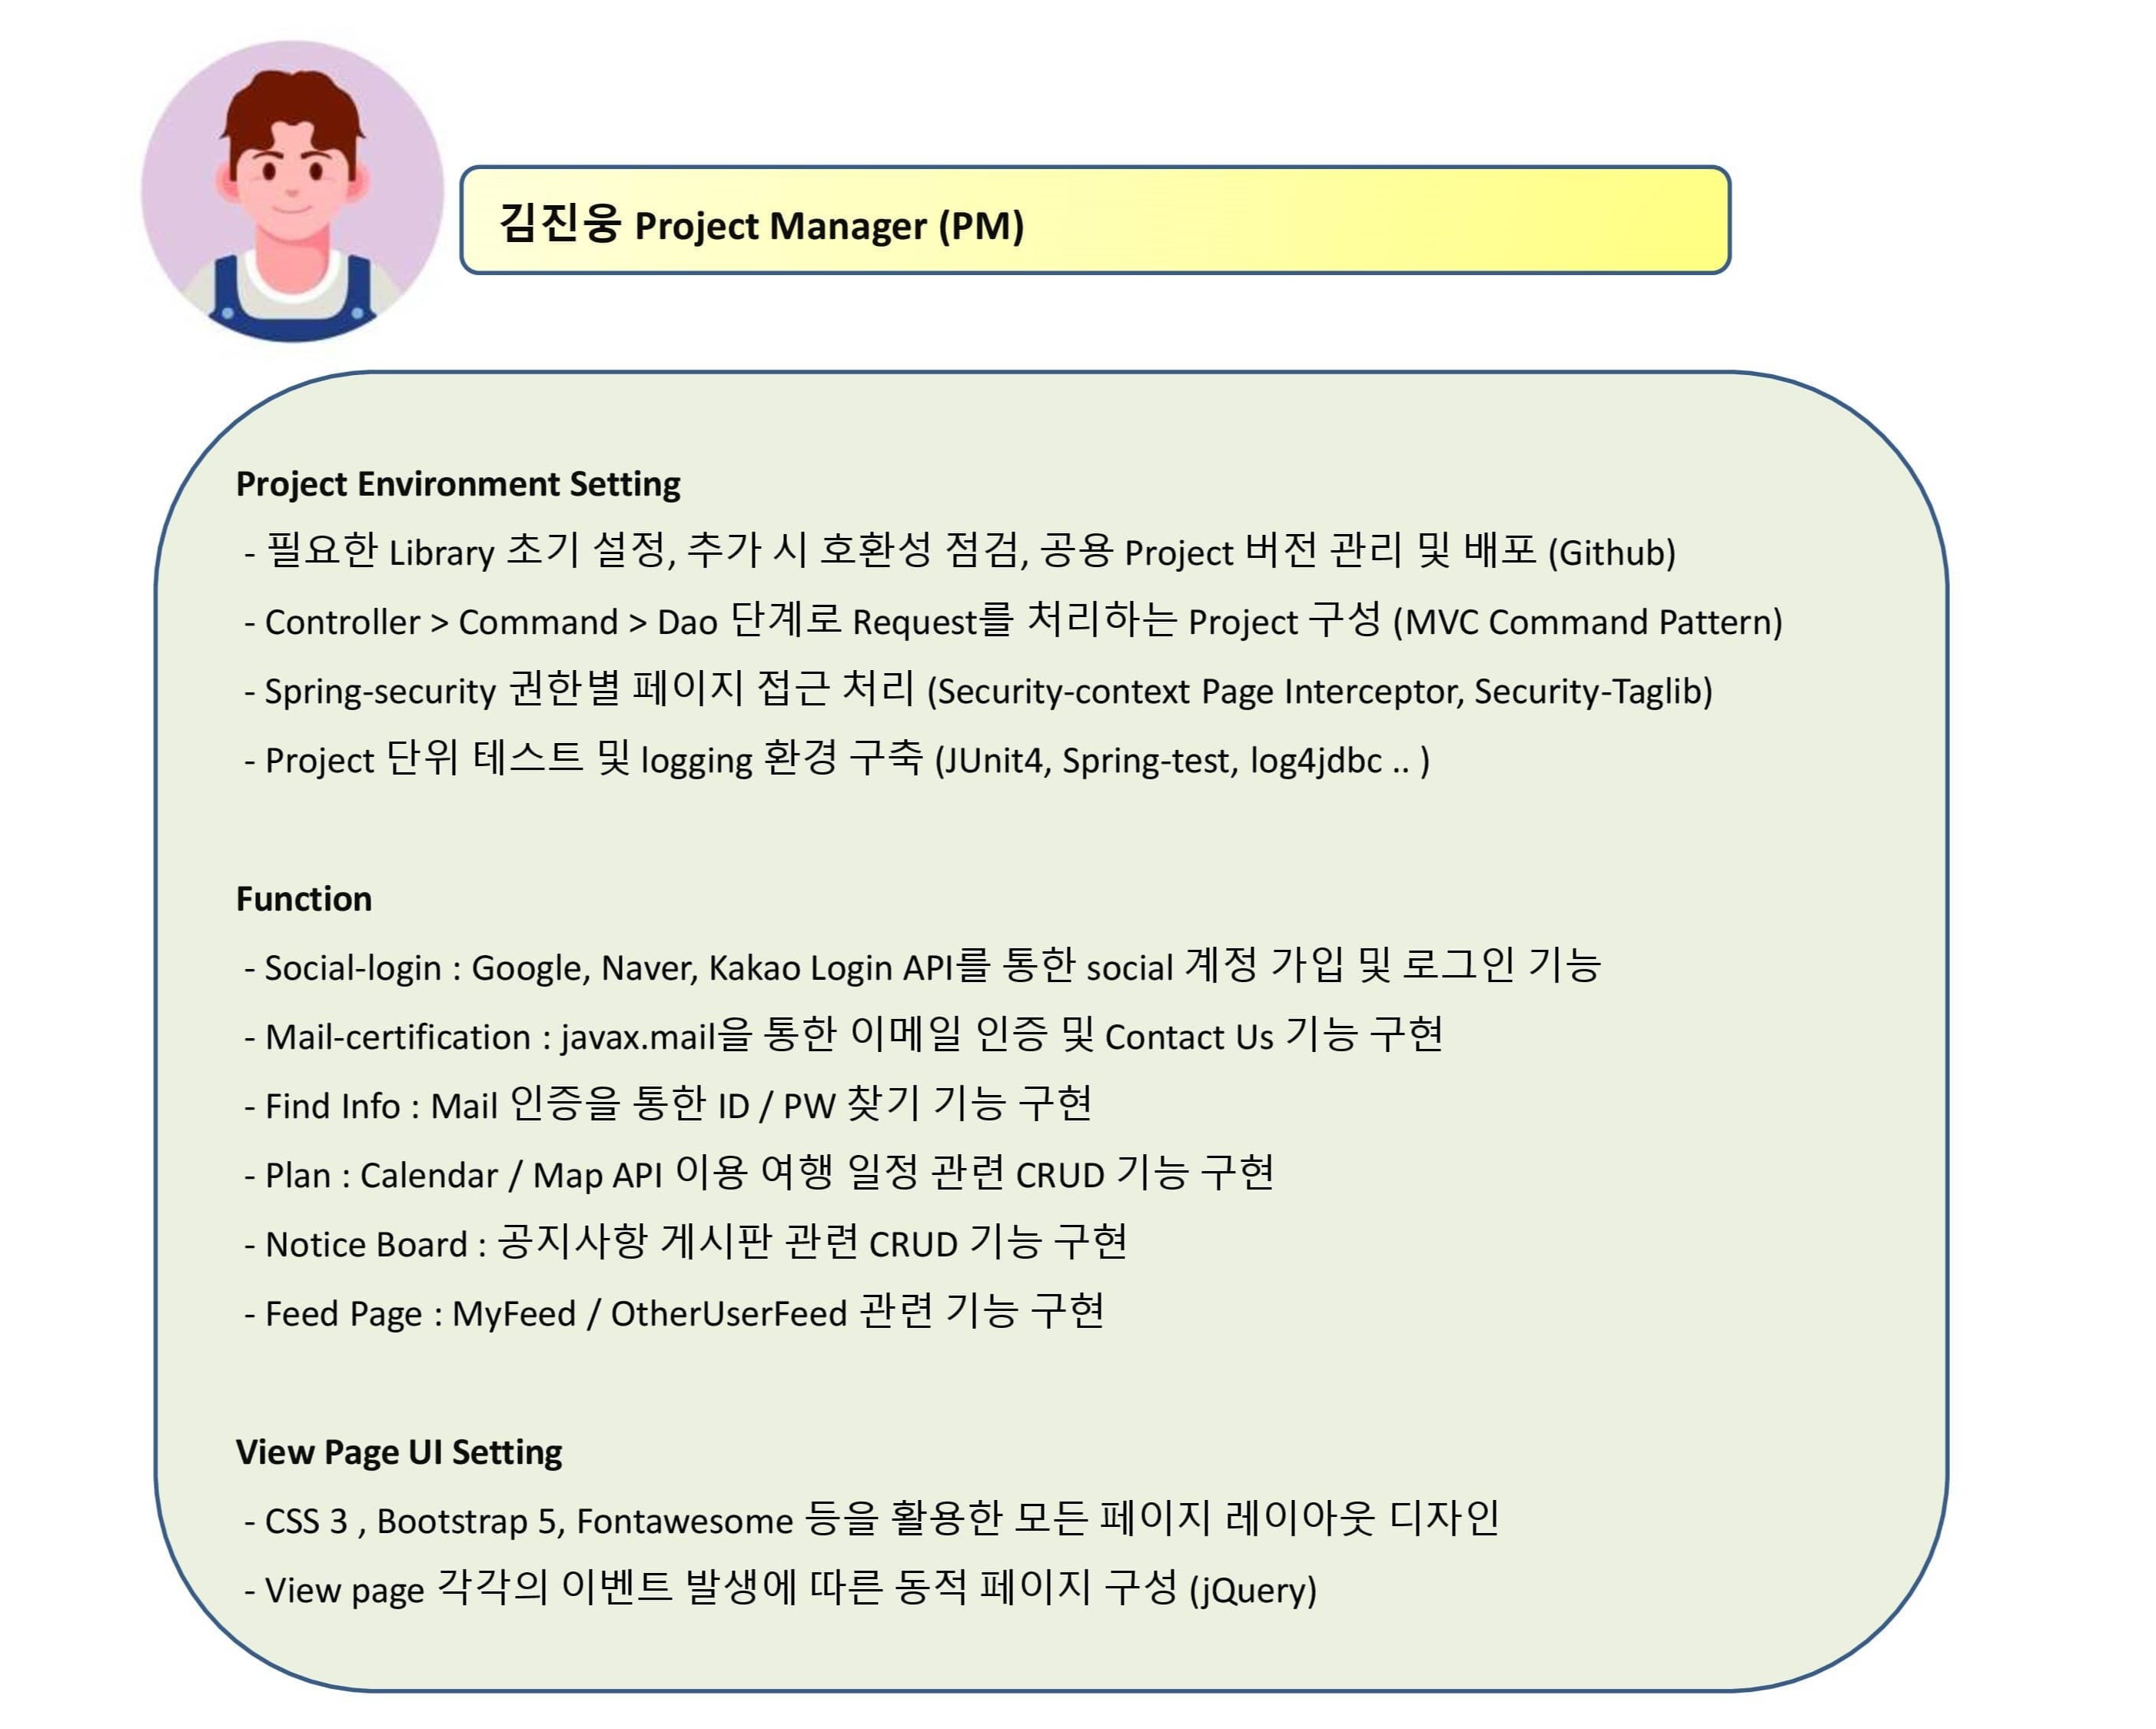 김진웅 Project Manager (PM)
Project Environment Setting
- 필요한 Library 초기 설정, 추가 시 호환성 점검, 공용 Project 버전 관리 및 배포 (Github)
- Controller > Command > Dao 단계로 Request를 처리하는 Project 구성 (MVC Command Pattern)
- Spring-security 권한별 페이지 접근 처리 (Security-context Page Interceptor, Security-Taglib)
- Project 단위 테스트 및 logging 환경 구축 (JUnit4, Spring-test, log4jdbc .. )
Function
- Social-login : Google, Naver, Kakao Login API를 통한 social 계정 가입 및 로그인 기능
- Mail-certification : javax.mail을 통한 이메일 인증 및 Contact Us 기능 구현
- Find Info : Mail 인증을 통한 ID / PW 찾기 기능 구현
- Plan : Calendar / Map API 이용 여행 일정 관련 CRUD 기능 구현
- Notice Board : 공지사항 게시판 관련 CRUD 기능 구현
- Feed Page : MyFeed / OtherUserFeed 관련 기능 구현
View Page UI Setting
- CSS 3 , Bootstrap 5, Fontawesome 등을 활용한 모든 페이지 레이아웃 디자인
- View page 각각의 이벤트 발생에 따른 동적 페이지 구성 (jQuery)